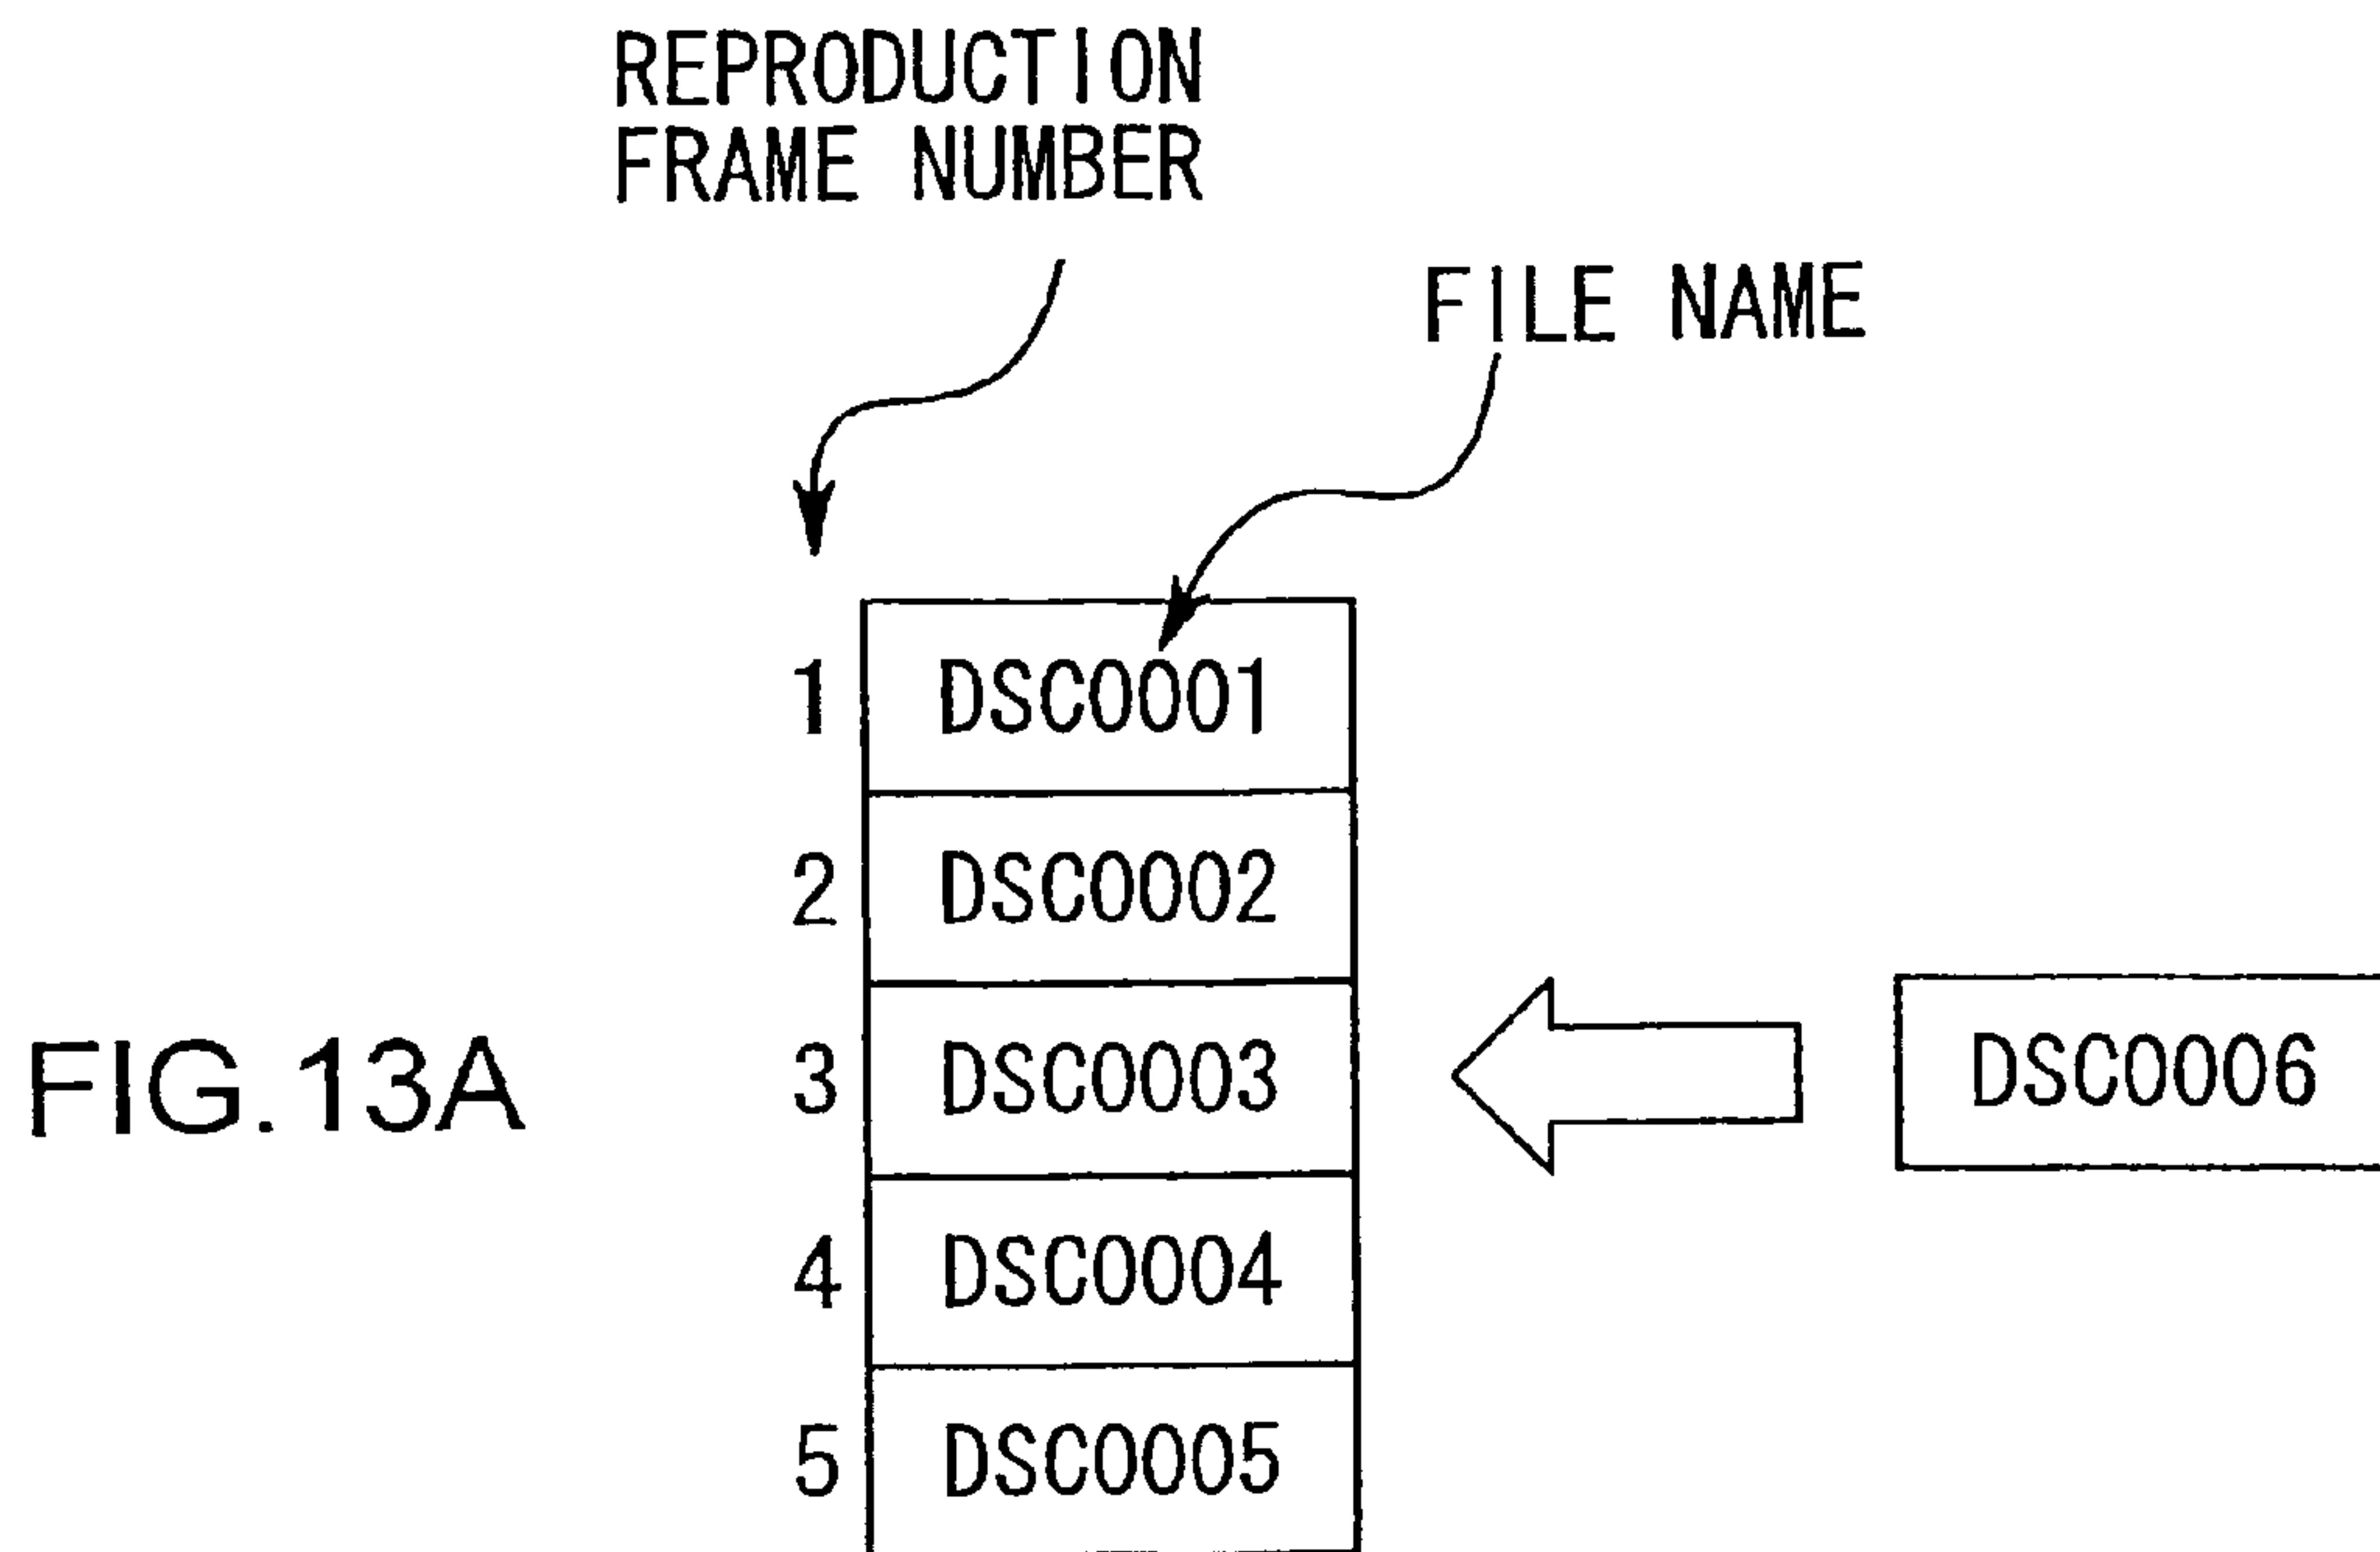 REPRODUCTION
FRAME NUMBER
FILE NAME
1 DSC0001
2 DSC0002
3 DSC0003
4 DSC0004
5 DSC0005
DSC0006
FIG.13A